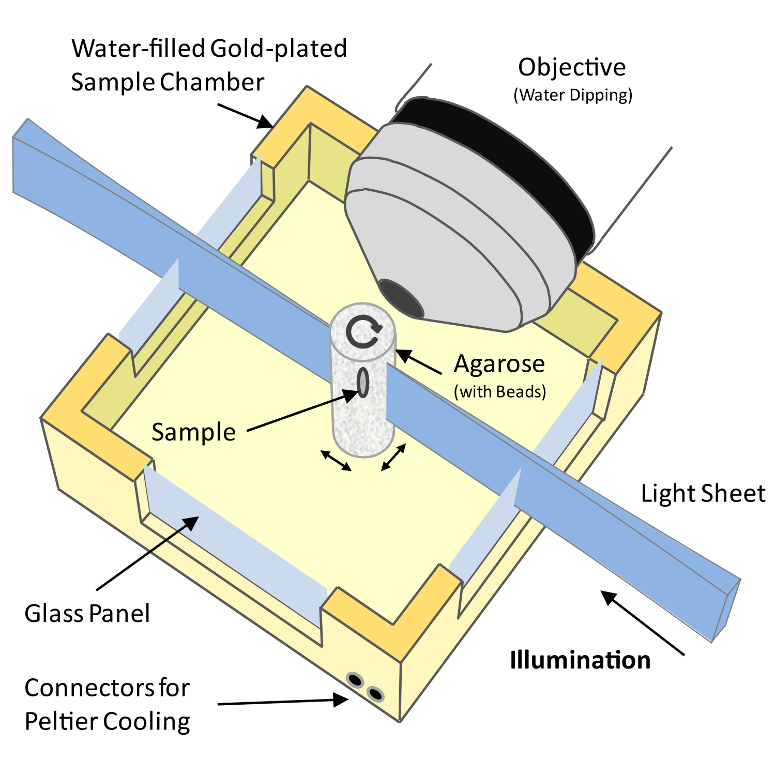 Water-filled Gold-plated
Sample Chamber
Objective
(Water Dipping)
Agarose
(with Beads)
Sample
Light Sheet
Glass Panel
Illumination
Connectors for
Peltier Cooling